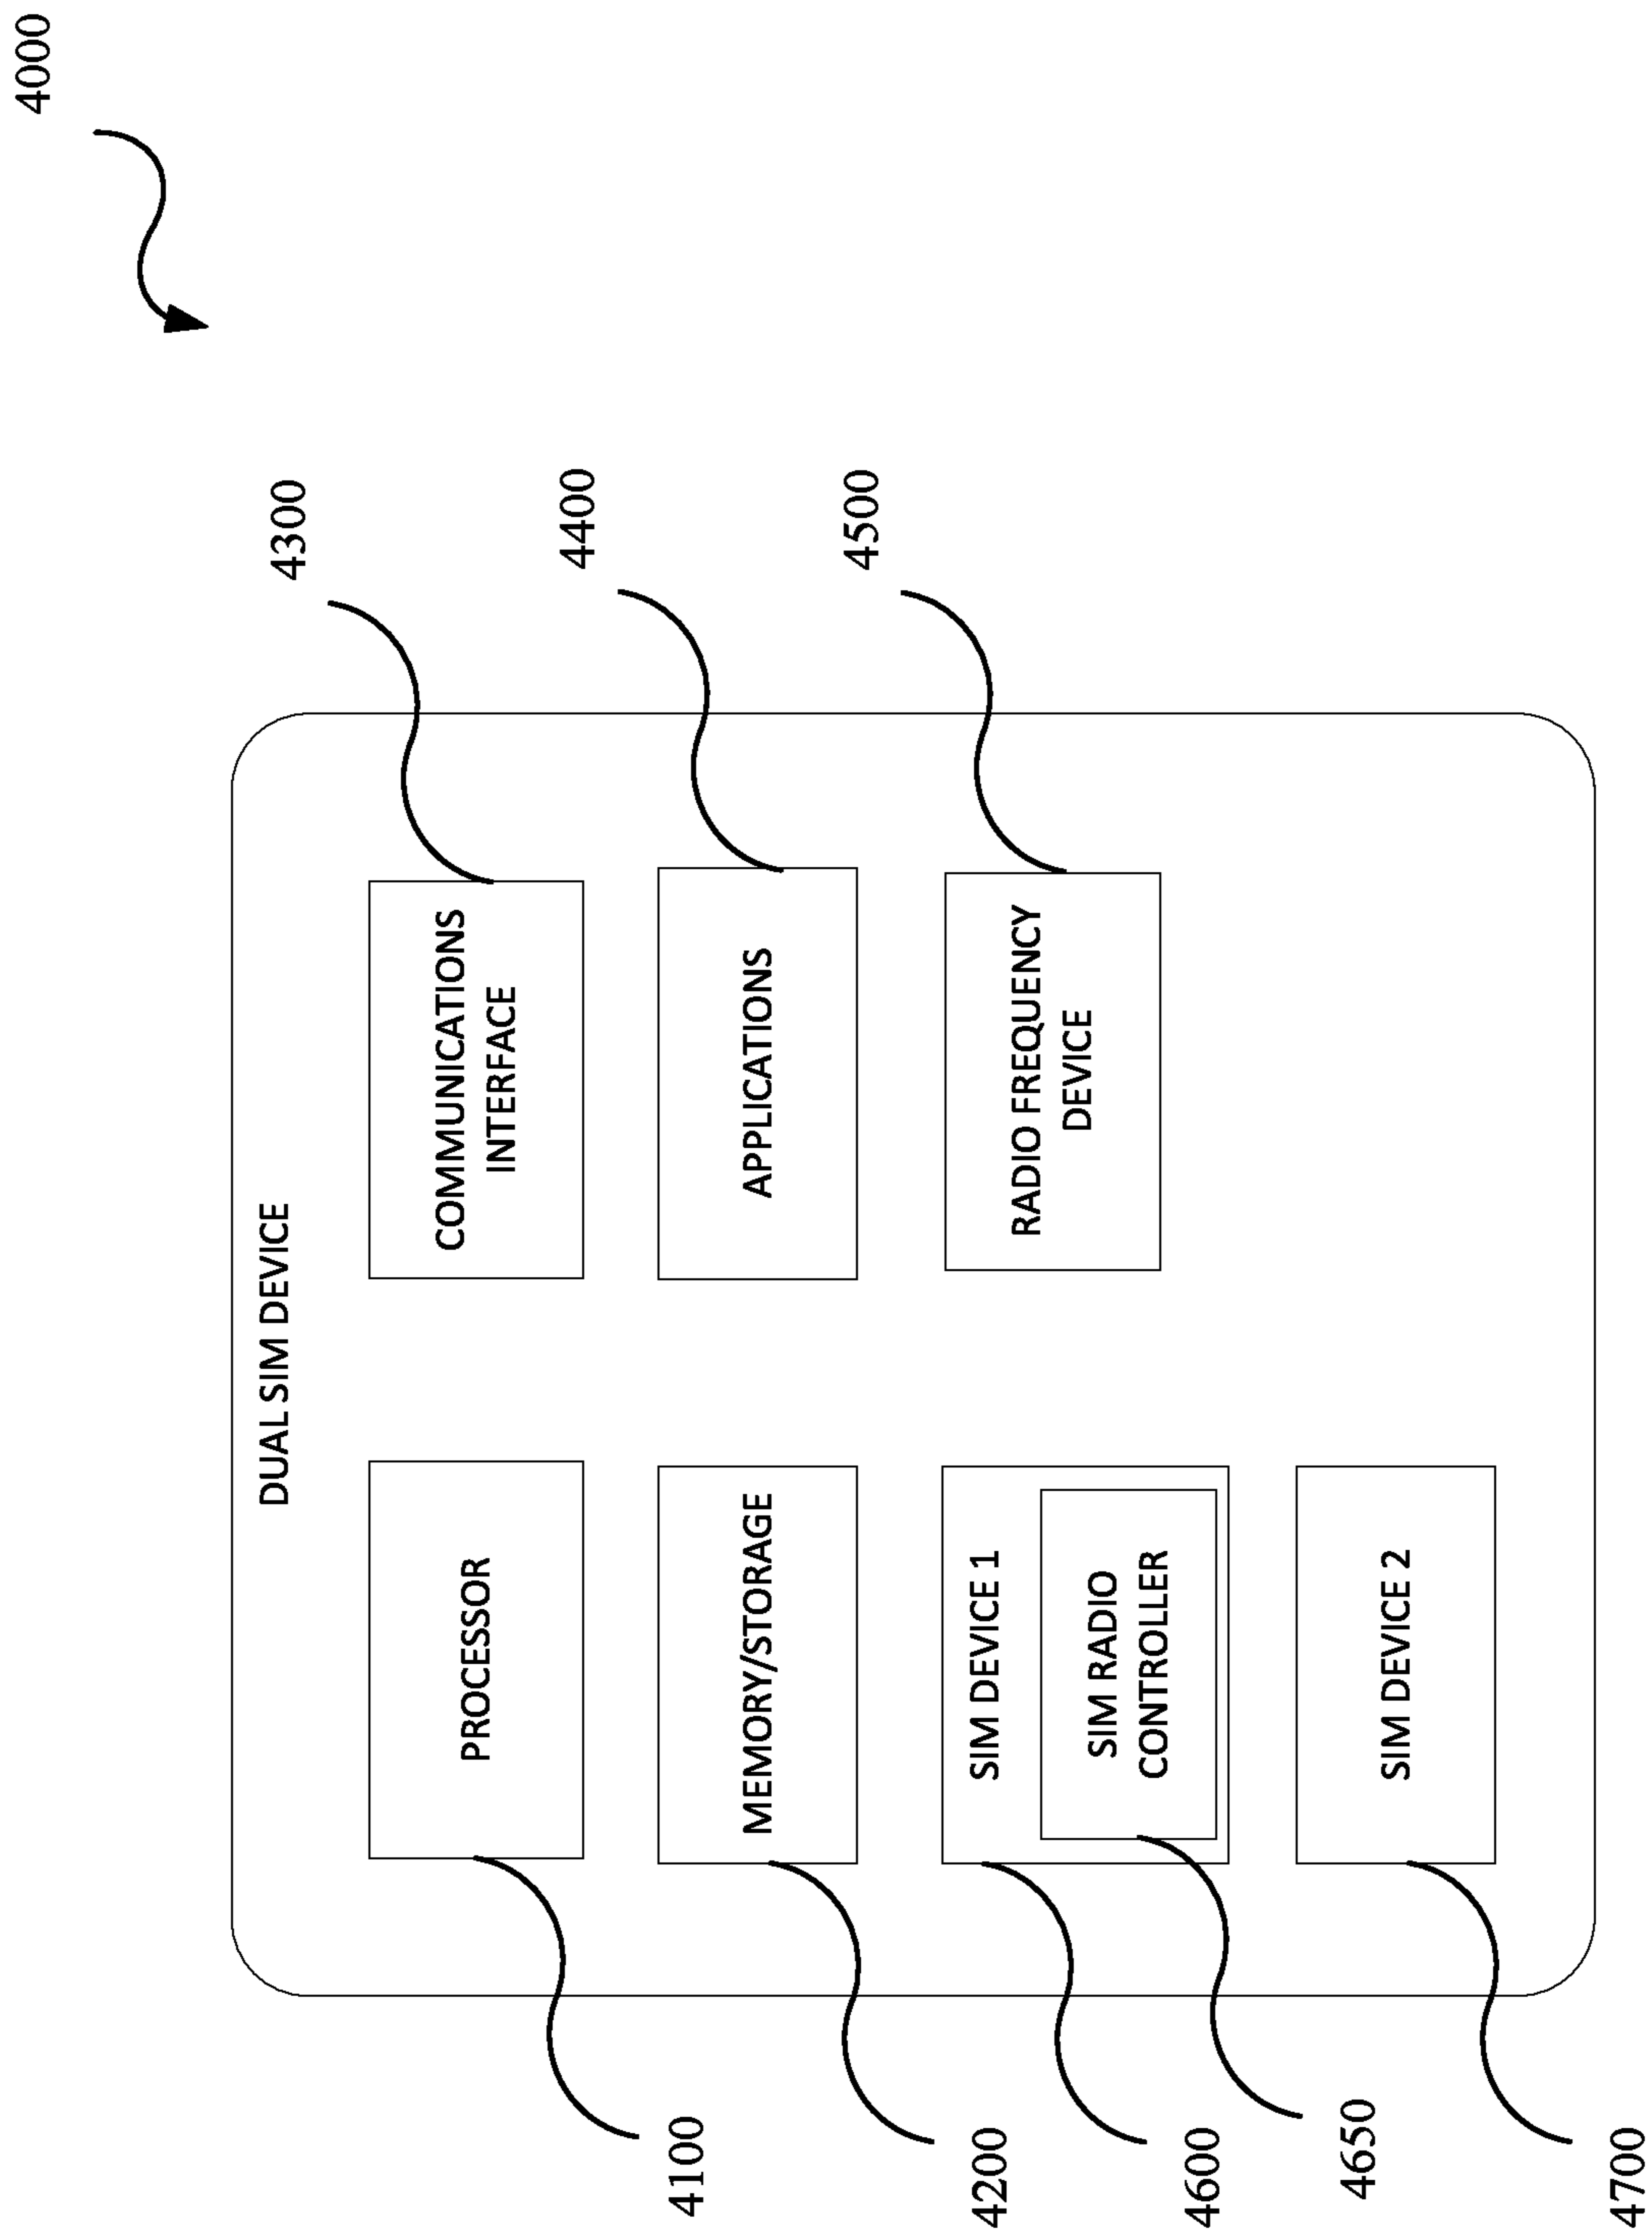 4000
DUAL SIM DEVICE
4100
PROCESSOR
COMMUNICATIONS
INTERFACE
4300
4200
MEMORY/STORAGE
APPLICATIONS
4400
4600
SIM DEVICE 1
4650
SIM RADIO
CONTROLLER
RADIO FREQUENCY
DEVICE
4500
4700
SIM DEVICE 2